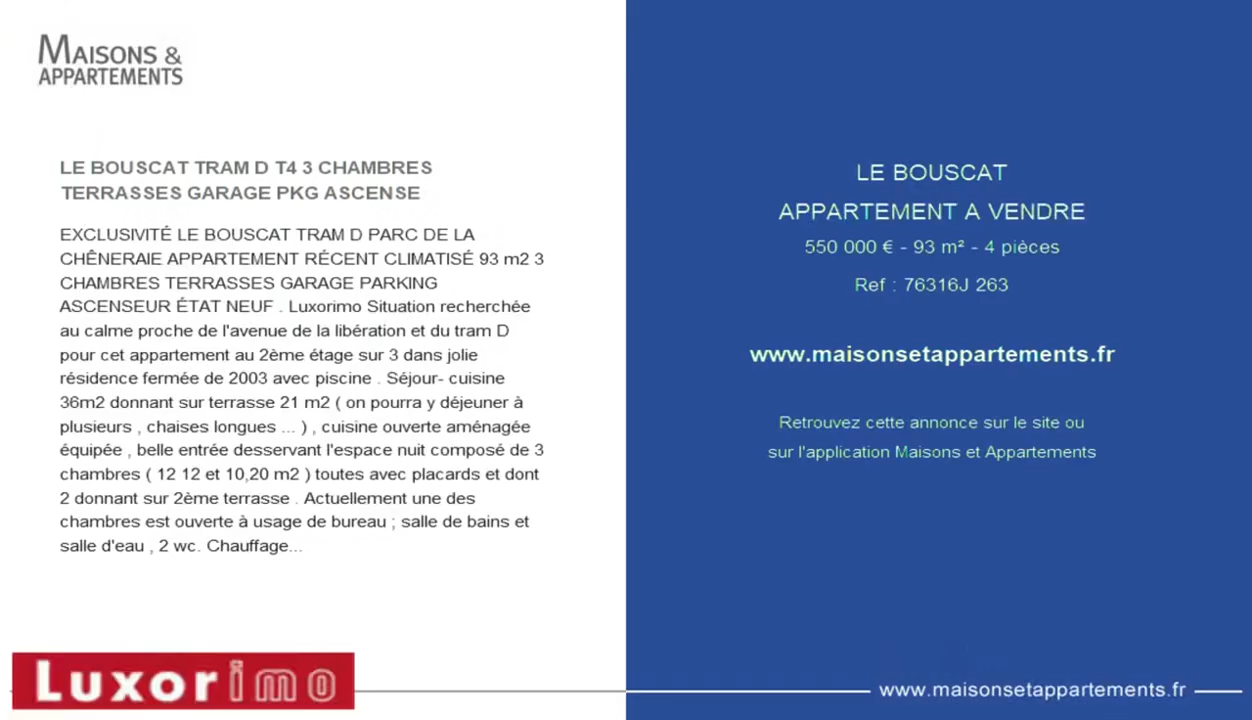 MAISONS &
APPARTEMENTS
LE BOUSCAT TRAM D T4 3 CHAMBRES
TERRASSES GARAGE PKG ASCENSE
EXCLUSIVITÉ LE BOUSCAT TRAM D PARC DE LA
CHÊNERAIE APPARTEMENT RÉCENT CLIMATISÉ 93 m2 3
CHAMBRES TERRASSES GARAGE PARKING
ASCENSEUR ÉTAT NEUF . Luxorimo Situation recherchée
au calme proche de l'avenue de la libération et du tram D
pour cet appartement au 2ème étage sur 3 dans jolie
résidence fermée de 2003 avec piscine . Séjour- cuisine
36m2 donnant sur terrasse 21 m2 ( on pourra y déjeuner à
plusieurs , chaises longues ... ) , cuisine ouverte aménagée
équipée , belle entrée desservant l'espace nuit composé de 3
chambres ( 12 12 et 10,20 m2 ) toutes avec placards et dont
2 donnant sur 2ème terrasse . Actuellement une des
chambres est ouverte à usage de bureau ; salle de bains et
salle d'eau , 2 wc. Chauffage...
LE BOUSCAT
APPARTEMENT A VENDRE
550 000 € - 93 m² - 4 pièces
Ref : 76316J 263
www.maisonsetappartements.fr
Retrouvez cette annonce sur le site ou
sur l'application Maisons et Appartements
Luxorimo
www.maisonsetappartements.fr